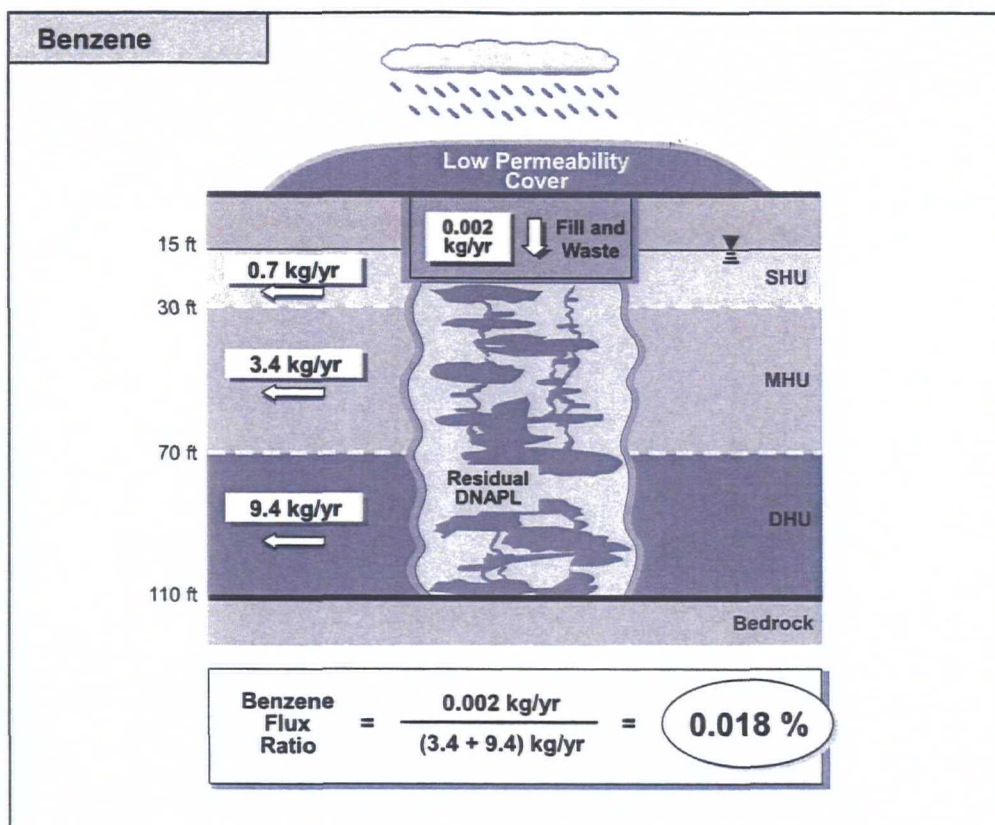 Benzene
Low Permeability
Cover
0.002
kg/yr
Fill and
Waste
15 ft
0.7 kg/yr
SHU
30 ft
3.4 kg/yr
MHU
70 ft
Residual
DNAPL
9.4 kg/yr
DHU
110 ft
Bedrock
Benzene
Flux
Ratio
=
0.002 kg/yr
(3.4 + 9.4) kg/yr
=
0.018 %